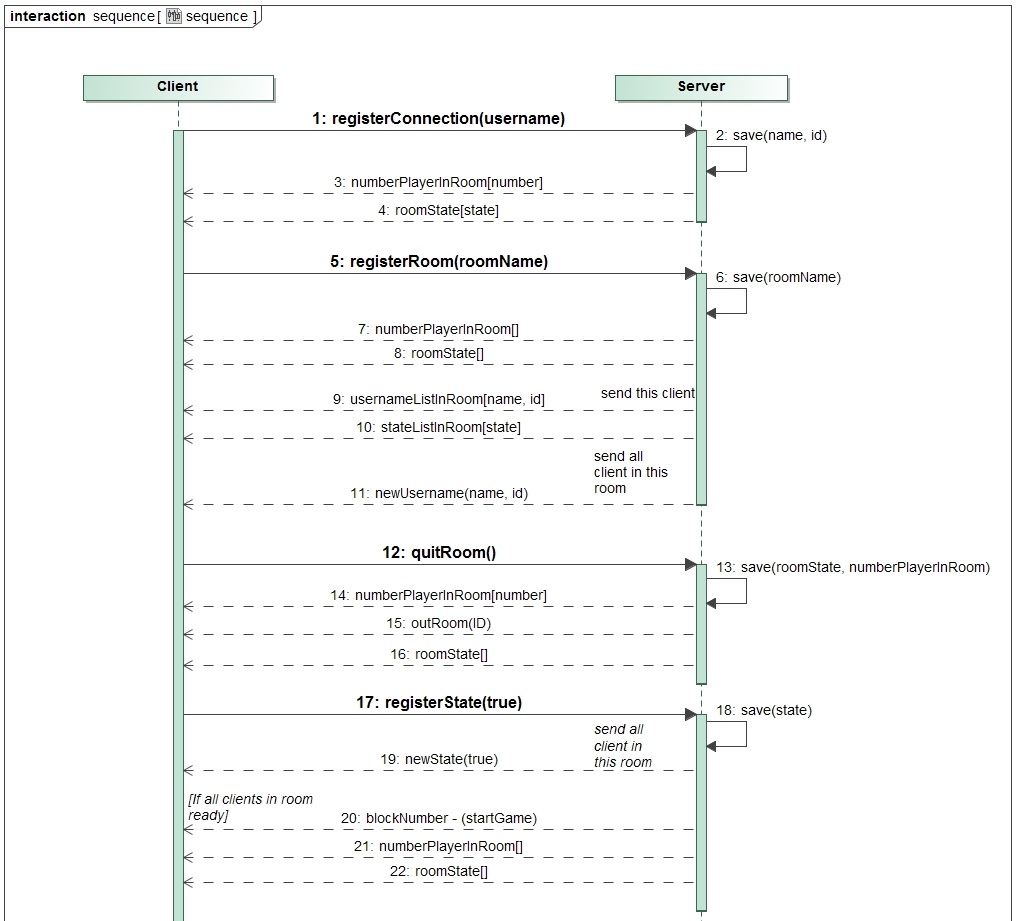 interaction sequence[ sequence ]
Client
Server
1: registerConnection(username)
2: save(name, id)
3: numberPlayerInRoom[number]
4: roomState[state]
5: registerRoom(roomName)
6: save(roomName)
7: numberPlayerInRoom[]
8: roomState[]
send this client
9: usernameListInRoom[name, id]
10: stateListInRoom[state]
send all
client in this
room
11: newUsername(name, id)
12: quitRoom()
13: save(roomState, numberPlayerInRoom)
14: numberPlayerInRoom[number]
15: outRoom(ID)
16: roomState[]
17: registerState(true)
18: save(state)
send all
client in
this room
19: newState(true)
[If all clients in room
ready]
20: blockNumber - (startGame)
21: numberPlayerInRoom[]
22: roomState[]